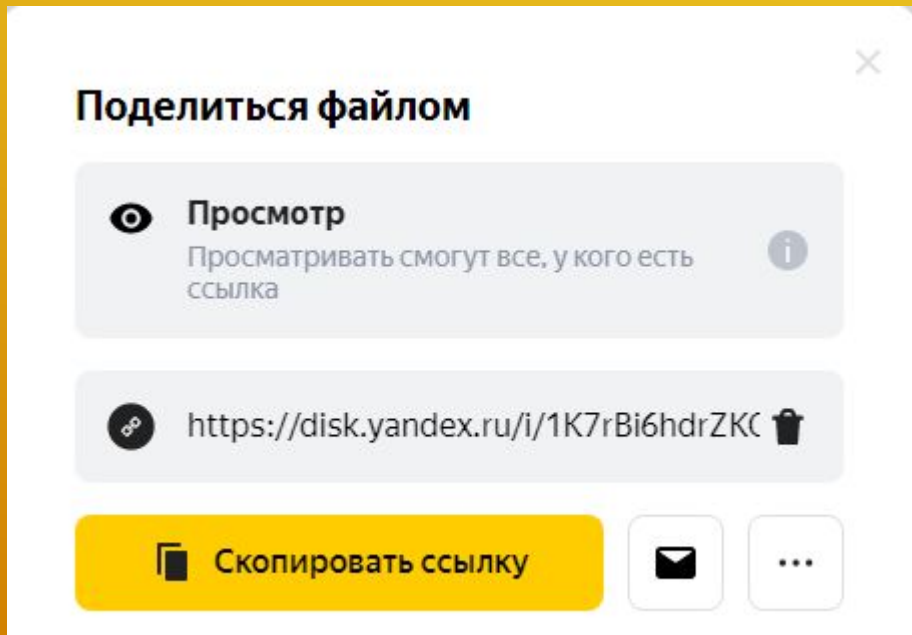 Поделиться файлом
Просмотр
Просматривать смогут все, у кого есть
ссылка
https://disk.yandex.ru/i/1K7rBi6hdrZK
Скопировать ссылку